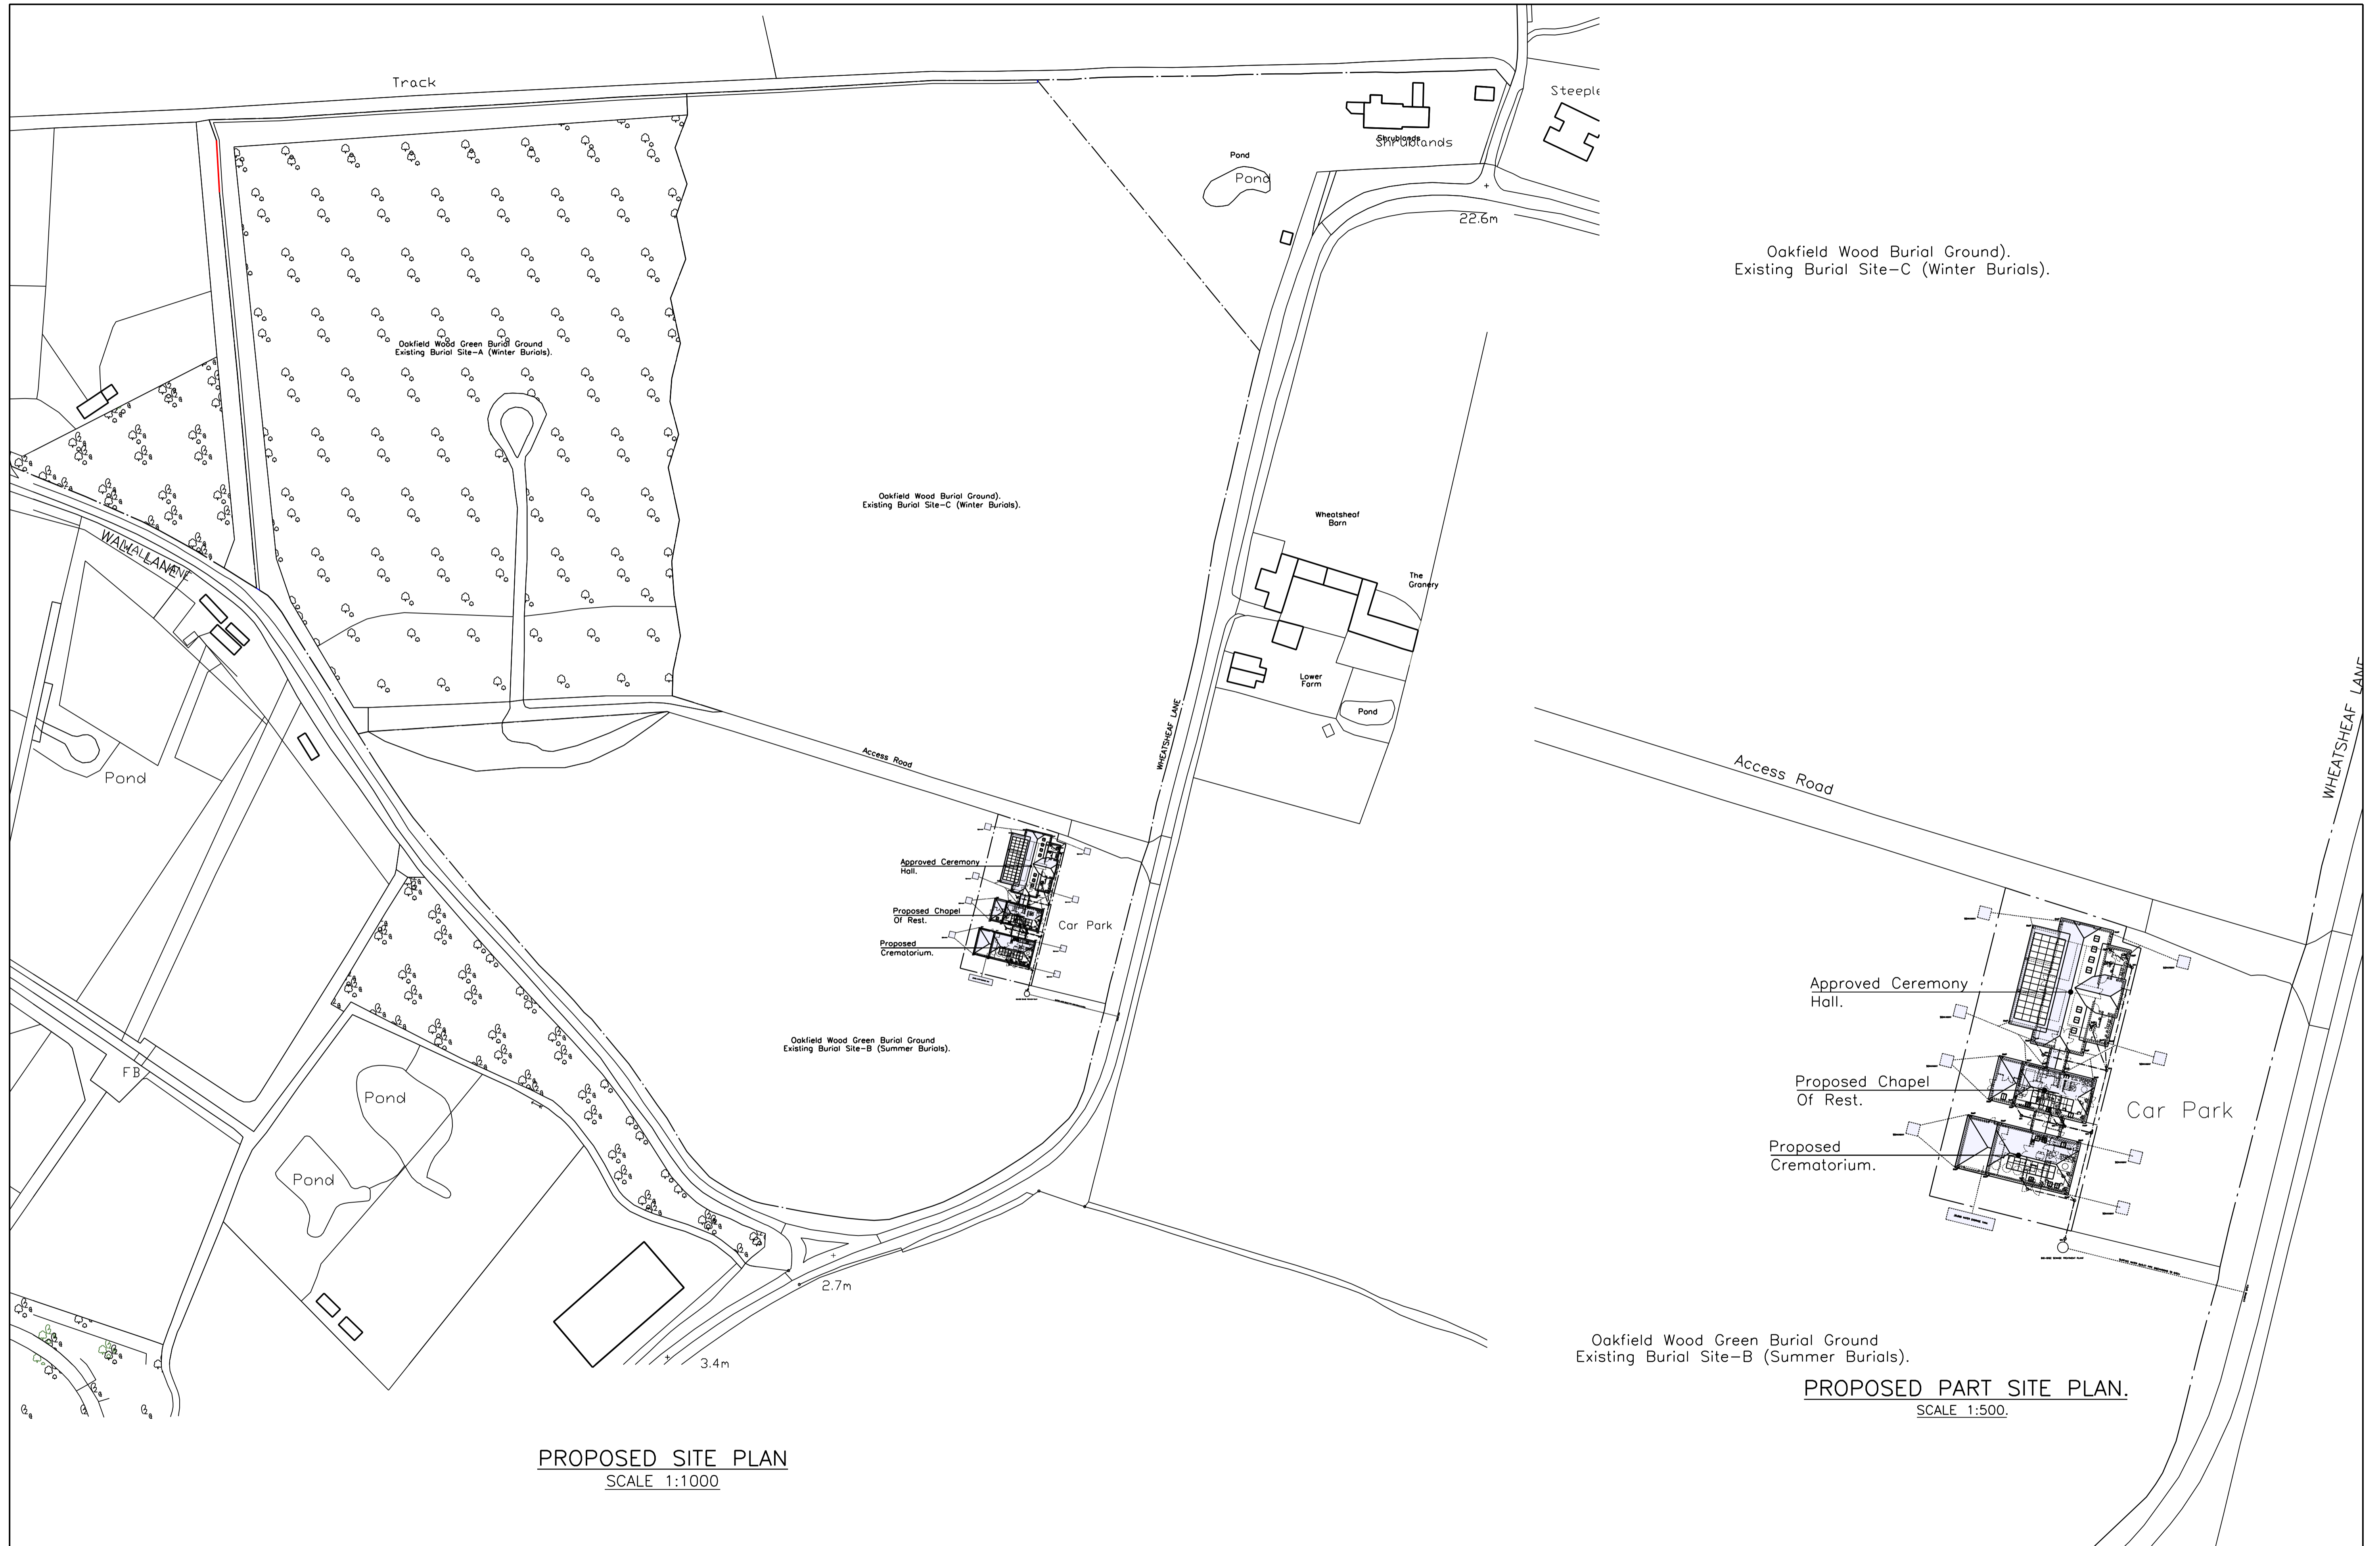 Track
Steeple
Shrublands
Shrublands
Pond
Pond
22.6m
Oakfield Wood Burial Ground).
Existing Burial Site-C (Winter Burials).
Oakfield Wood Green Burial Ground
Existing Burial Site-A (Winter Burials).
Oakfield Wood Burial Ground).
Existing Burial Site-C (Winter Burials).
Wheatsheaf
Barn
The
Granery
WALL LANE
WALL LANE
Lower
Farm
Pond
WHEATSHEAF LANE
WHEATSHEAF LANE
Pond
Access Road
Access Road
Approved Ceremony
Hall.
Proposed Chapel
Of Rest.
Car Park
Proposed
Crematorium.
Approved Ceremony
Hall.
Proposed Chapel
Of Rest.
Car Park
Proposed
Crematorium.
Oakfield Wood Green Burial Ground
Existing Burial Site-B (Summer Burials).
FB
Pond
Pond
2.7m
3.4m
Oakfield Wood Green Burial Ground
Existing Burial Site-B (Summer Burials).
PROPOSED PART SITE PLAN.
SCALE 1:500.
PROPOSED SITE PLAN
SCALE 1:1000